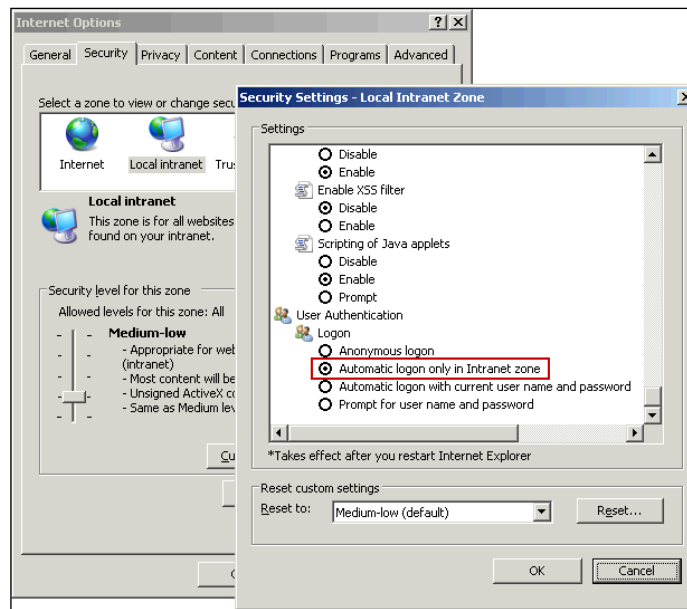 Internet Options
General Security Privacy Content Connections Programs Advanced
Select a zone to view or change
Internet Local intranet
Local intranet
This zone is for all websites
found on your intranet.
Security level for this zone
Allowed levels for this zone: All
Medium-low
- Appropriate for
(intranet)
- Most content will be
- Unsigned ActiveX
- Same as Medium
Security Settings - Local Intranet Zone
Settings
Disable
Enable
Enable XSS filter
Disable
Enable
Scripting of Java applets
Disable
Enable
Prompt
User Authentication
Logon
Anonymous logon
Automatic logon only in Intranet zone
Automatic logon with current user name and password
Prompt for user name and password
*Takes effect after you restart Internet Explorer
Reset custom settings
Reset to: Medium-low (default) Reset...
OK Cancel